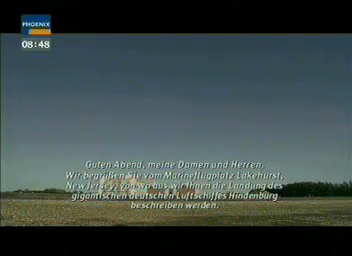 PHOENIX
08:48
Guten Abend, meine Damen und Herren.
Wir begrüßen Sie vom Marineflugplatz Lakehurst,
New Jersey, von wo aus wir Ihnen die Landung des
gigantischen deutschen Luftschiffes Hindenburg
beschreiben werden.